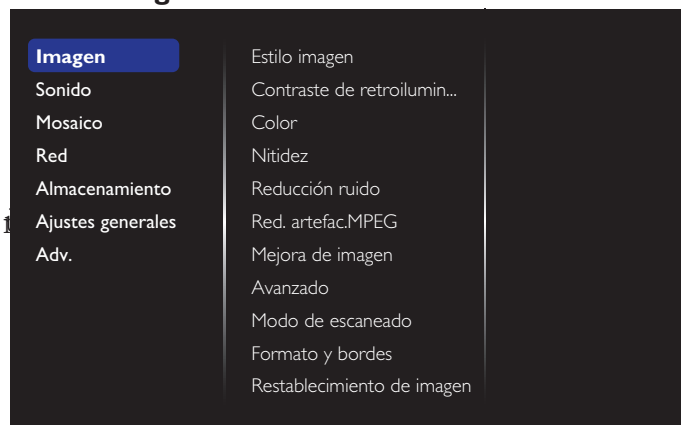 Imagen
Sonido
Mosaico
Red
Almacenamiento
Ajustes generales
Adv.
Estilo imagen
Contraste de retroilumin...
Color
Nitidez
Reducción ruido
Red. artefac.MPEG
Mejora de imagen
Avanzado
Modo de escaneado
Formato y bordes
Restablecimiento de imagen